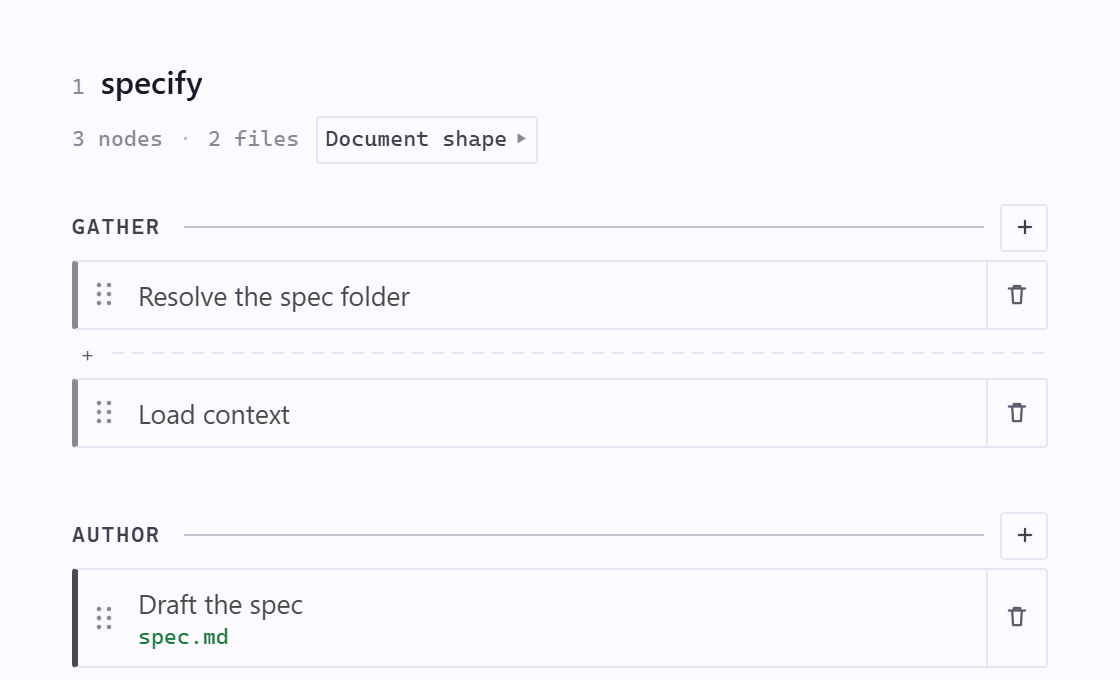 1 specify
3 nodes · 2 files Document shape ▸
GATHER +
Resolve the spec folder
+
Load context
AUTHOR +
Draft the spec
spec.md